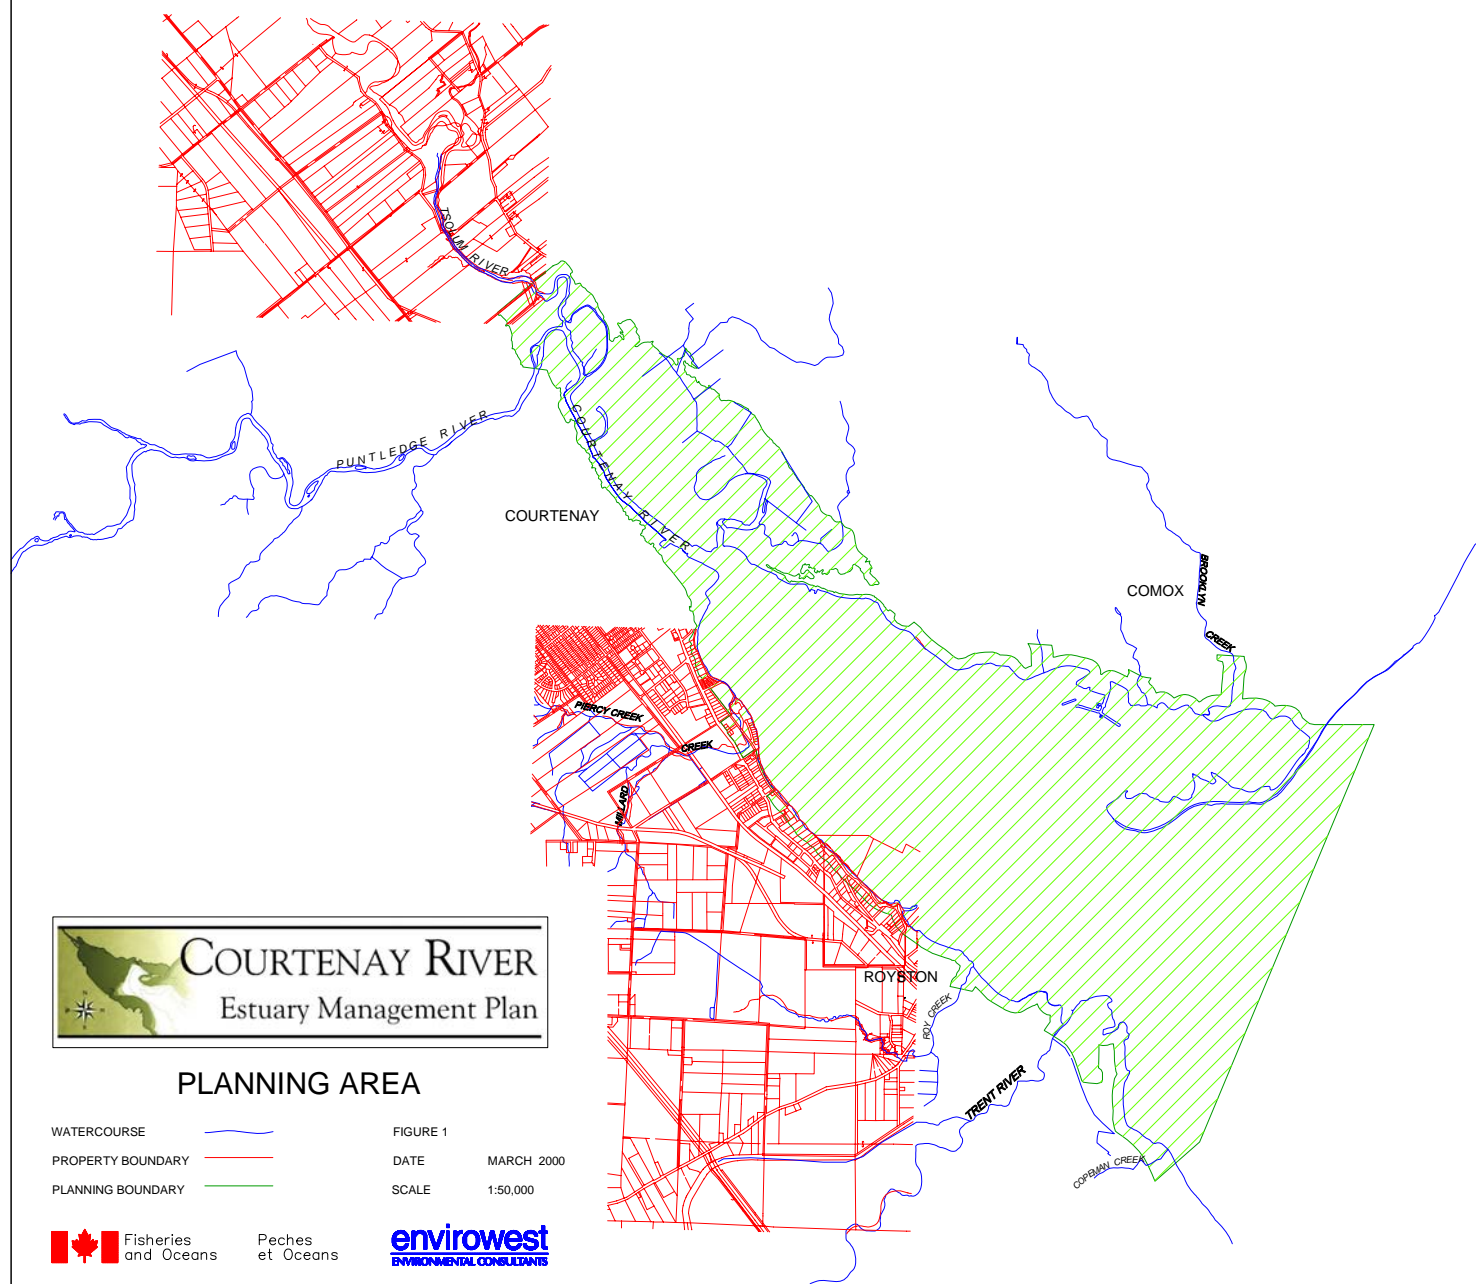 TSOLUM RIVER
PUNTLEDGE RIVER
COURTENAY RIVER
COURTENAY
COMOX
BROOKLYN
CREEK
PIERCY CREEK
CREEK
MILLARD
ROYSTON
ROY CREEK
TRENT RIVER
COPEMAN CREEK
COURTENAY RIVER
Estuary Management Plan
N
PLANNING AREA
WATERCOURSE
FIGURE 1
PROPERTY BOUNDARY
DATE MARCH 2000
PLANNING BOUNDARY
SCALE 1:50,000
Fisheries
and Oceans
Peches
et Oceans
envirowest
ENVIRONMENTAL CONSULTANTS